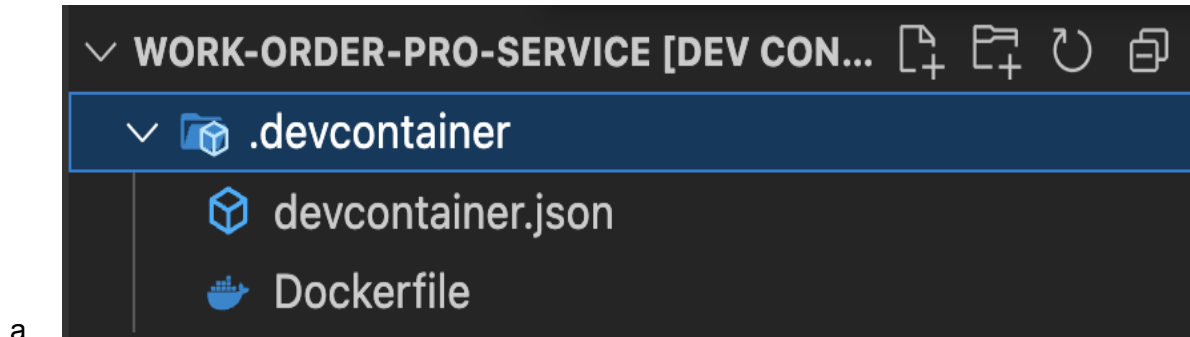 WORK-ORDER-PRO-SERVICE [DEV CON...
.devcontainer
devcontainer.json
Dockerfile
a